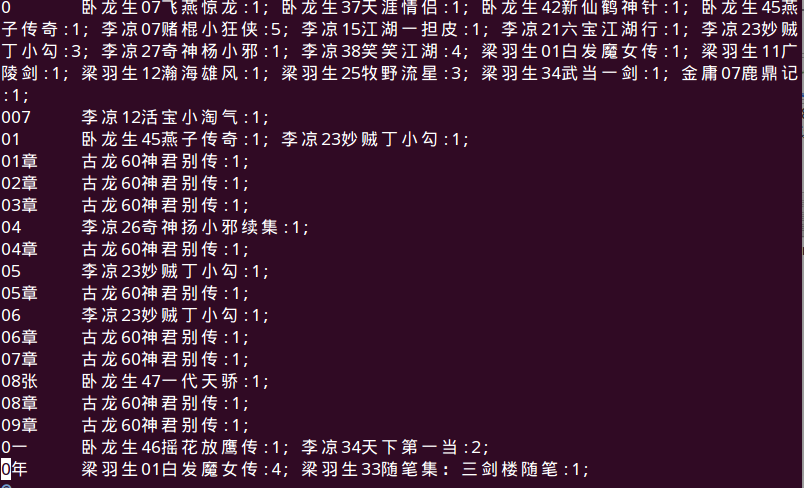 0 卧龙生07飞燕惊龙:1; 卧龙生37天涯情侣:1; 卧龙生42新仙鹤神针:1; 卧龙生45燕
子传奇:1; 李凉07赌棍小狂侠:5; 李凉15江湖一担皮:1; 李凉21六宝江湖行:1; 李凉23妙贼
丁小勾:3; 李凉27奇神杨小邪:1; 李凉38笑笑江湖:4; 梁羽生01白发魔女传:1; 梁羽生11广
陵剑:1; 梁羽生12瀚海雄风:1; 梁羽生25牧野流星:3; 梁羽生34武当一剑:1; 金庸07鹿鼎记
:1;
007 李凉12活宝小淘气:1;
01 卧龙生45燕子传奇:1; 李凉23妙贼丁小勾:1;
01章 古龙60神君别传:1;
02章 古龙60神君别传:1;
03章 古龙60神君别传:1;
04 李凉26奇神扬小邪续集:1;
04章 古龙60神君别传:1;
05 李凉23妙贼丁小勾:1;
05章 古龙60神君别传:1;
06 李凉23妙贼丁小勾:1;
06章 古龙60神君别传:1;
07章 古龙60神君别传:1;
08张 卧龙生47一代天骄:1;
08章 古龙60神君别传:1;
09章 古龙60神君别传:1;
0一 卧龙生46摇花放鹰传:1; 李凉34天下第一当:2;
0年 梁羽生01白发魔女传:4; 梁羽生33随笔集：三剑楼随笔:1;